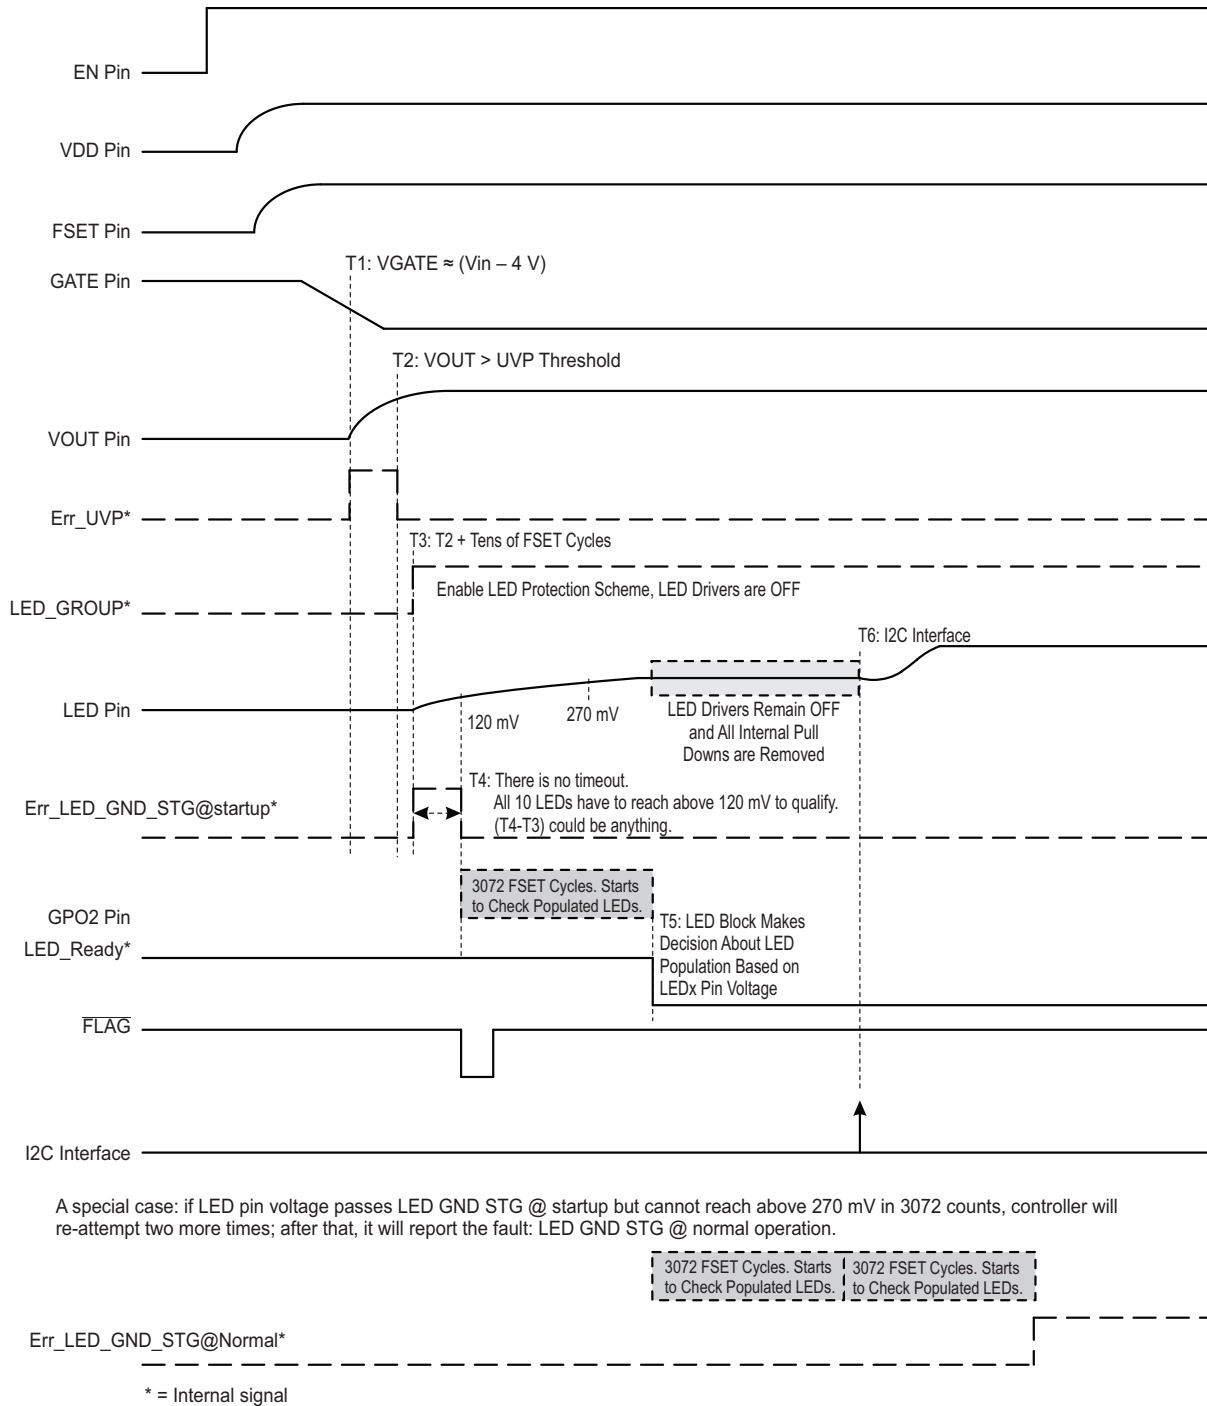 EN Pin
VDD Pin
FSET Pin
T1: VGATE ≈ (Vin – 4 V)
GATE Pin
T2: VOUT > UVP Threshold
VOUT Pin
Err_UVP*
T3: T2 + Tens of FSET Cycles
Enable LED Protection Scheme, LED Drivers are OFF
LED_GROUP*
T6: I2C Interface
LED Pin
120 mV
270 mV
LED Drivers Remain OFF
and All Internal Pull
Downs are Removed
T4: There is no timeout.
All 10 LEDs have to reach above 120 mV to qualify.
(T4-T3) could be anything.
Err_LED_GND_STG@startup*
3072 FSET Cycles. Starts
to Check Populated LEDs.
GPO2 Pin
LED_Ready*
T5: LED Block Makes
Decision About LED
Population Based on
LEDx Pin Voltage
FLAG
I2C Interface
A special case: if LED pin voltage passes LED GND STG @ startup but cannot reach above 270 mV in 3072 counts, controller will
re-attempt two more times; after that, it will report the fault: LED GND STG @ normal operation.
3072 FSET Cycles. Starts
to Check Populated LEDs.
3072 FSET Cycles. Starts
to Check Populated LEDs.
Err_LED_GND_STG@Normal*
* = Internal signal